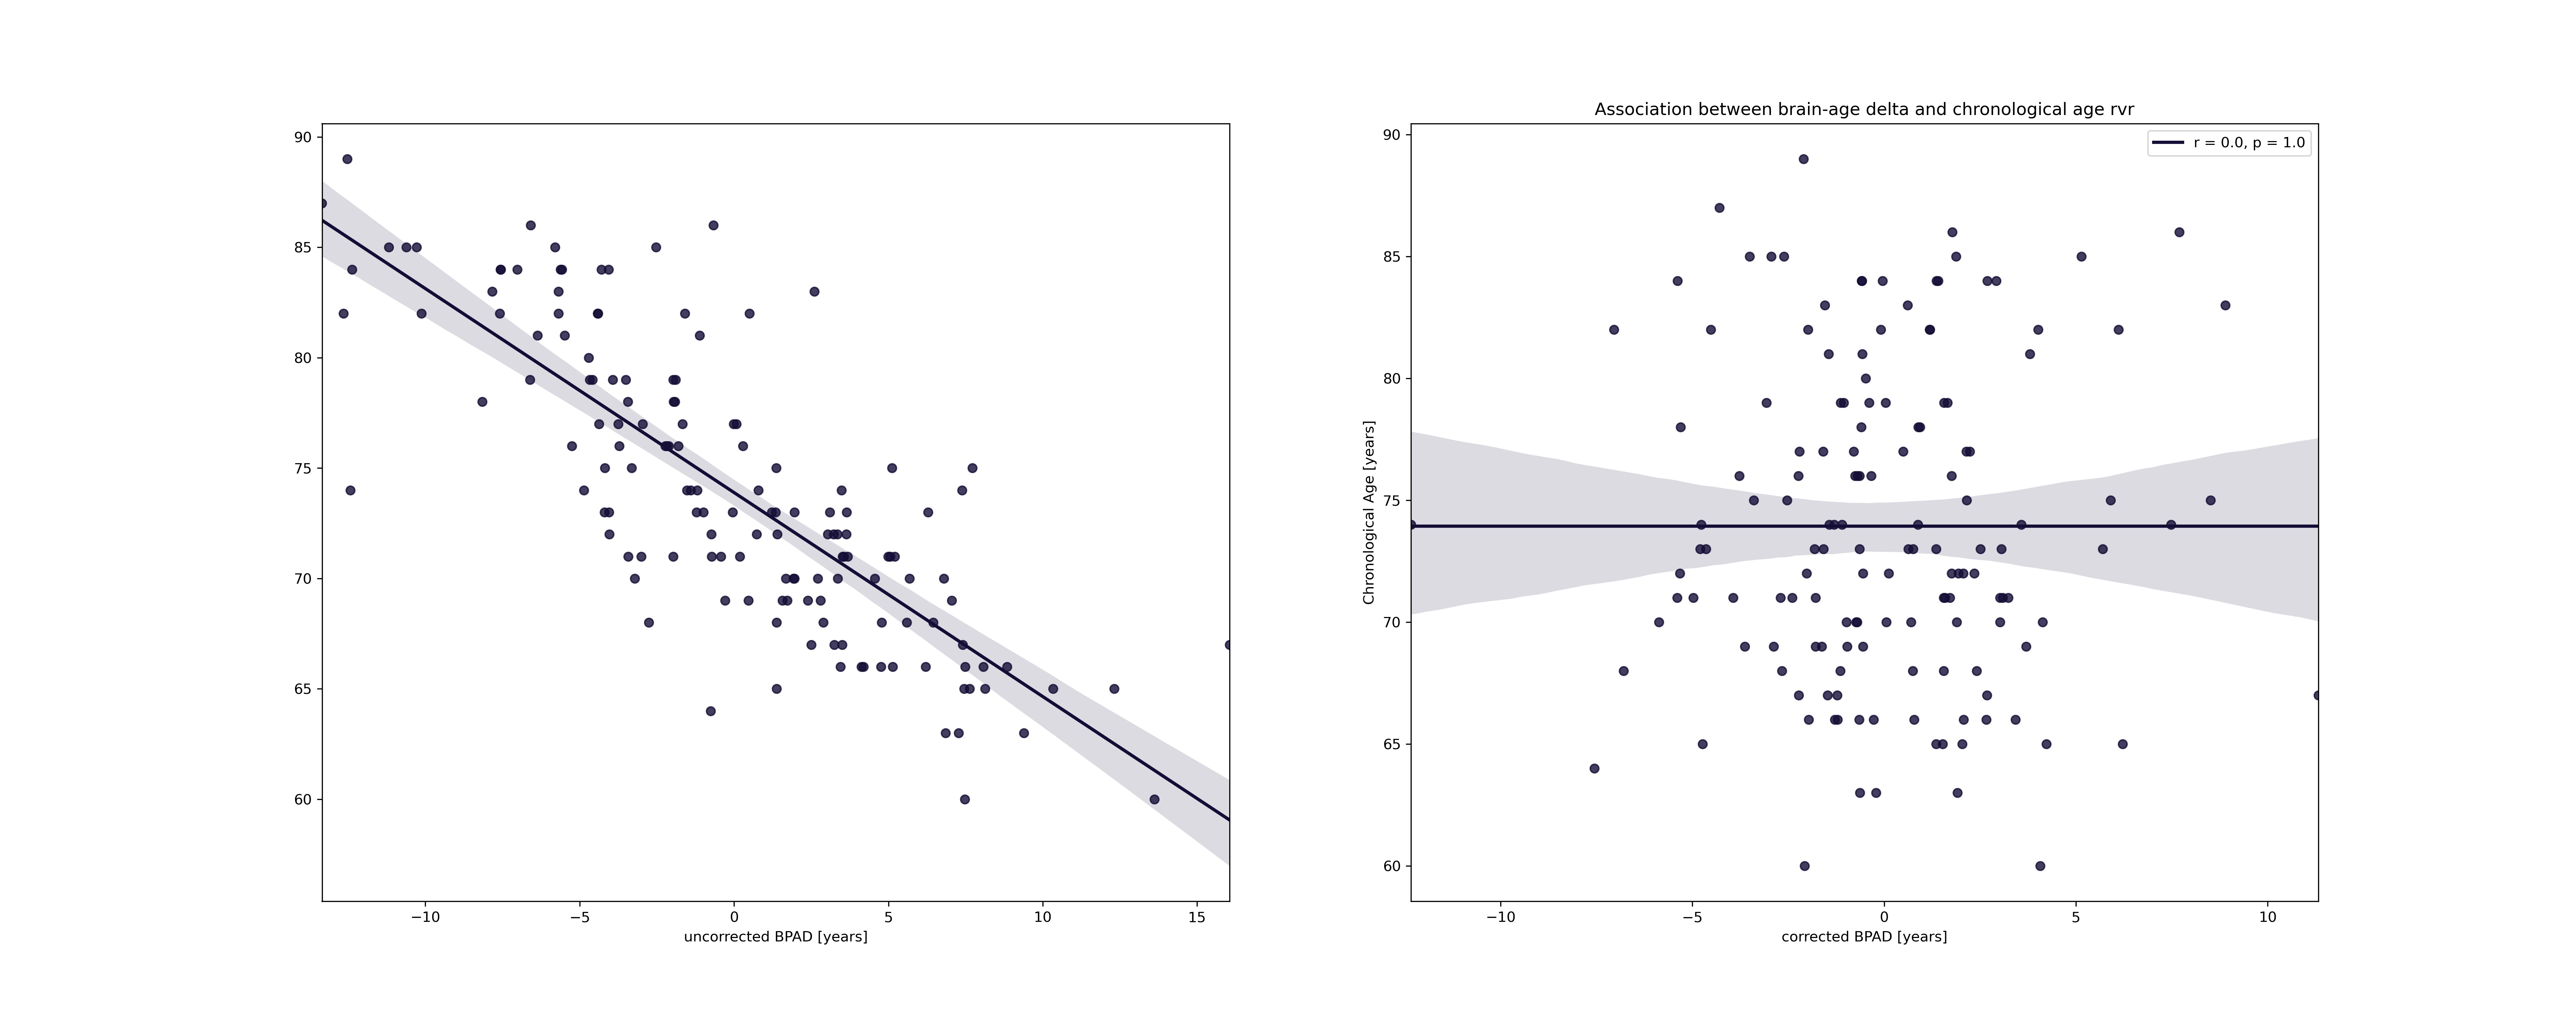 90
85
80
75
70
65
60
−10 −5 0 5 10 15
uncorrected BPAD [years]
Association between brain-age delta and chronological age rvr
r = 0.0, p = 1.0
Chronological Age [years]
90
85
80
75
70
65
60
−10 −5 0 5 10
corrected BPAD [years]